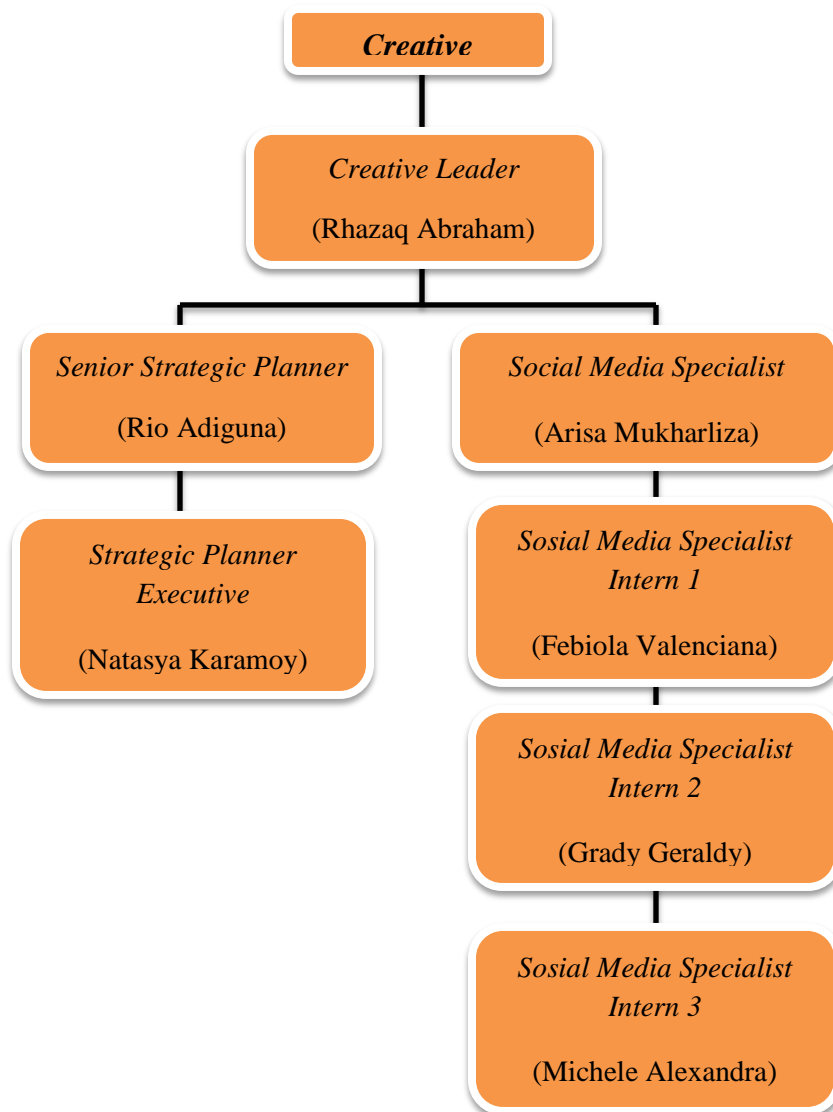 Creative
Creative Leader
(Rhazaq Abraham)
Senior Strategic Planner
(Rio Adiguna)
Strategic Planner
Executive
(Natasya Karamoy)
Social Media Specialist
(Arisa Mukharliza)
Sosial Media Specialist
Intern 1
(Febiola Valenciana)
Sosial Media Specialist
Intern 2
(Grady Geraldy)
Sosial Media Specialist
Intern 3
(Michele Alexandra)